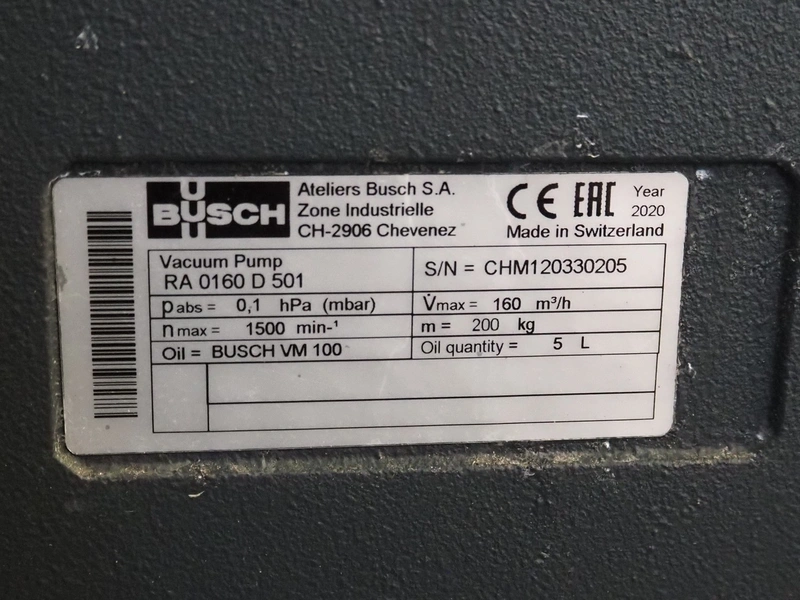 BUSCH
BUSCH
Ateliers Busch S.A.
Zone Industrielle
CH-2906 Chevenez
CE EAC Year
2020
Made in Switzerland
Vacuum Pump
RA 0160 D 501
S/N = CHM120330205
pabs = 0,1 hPa (mbar)
V̇max = 160 m³/h
nmax = 1500 min-¹
m = 200 kg
Oil = BUSCH VM 100
Oil quantity = 5 L